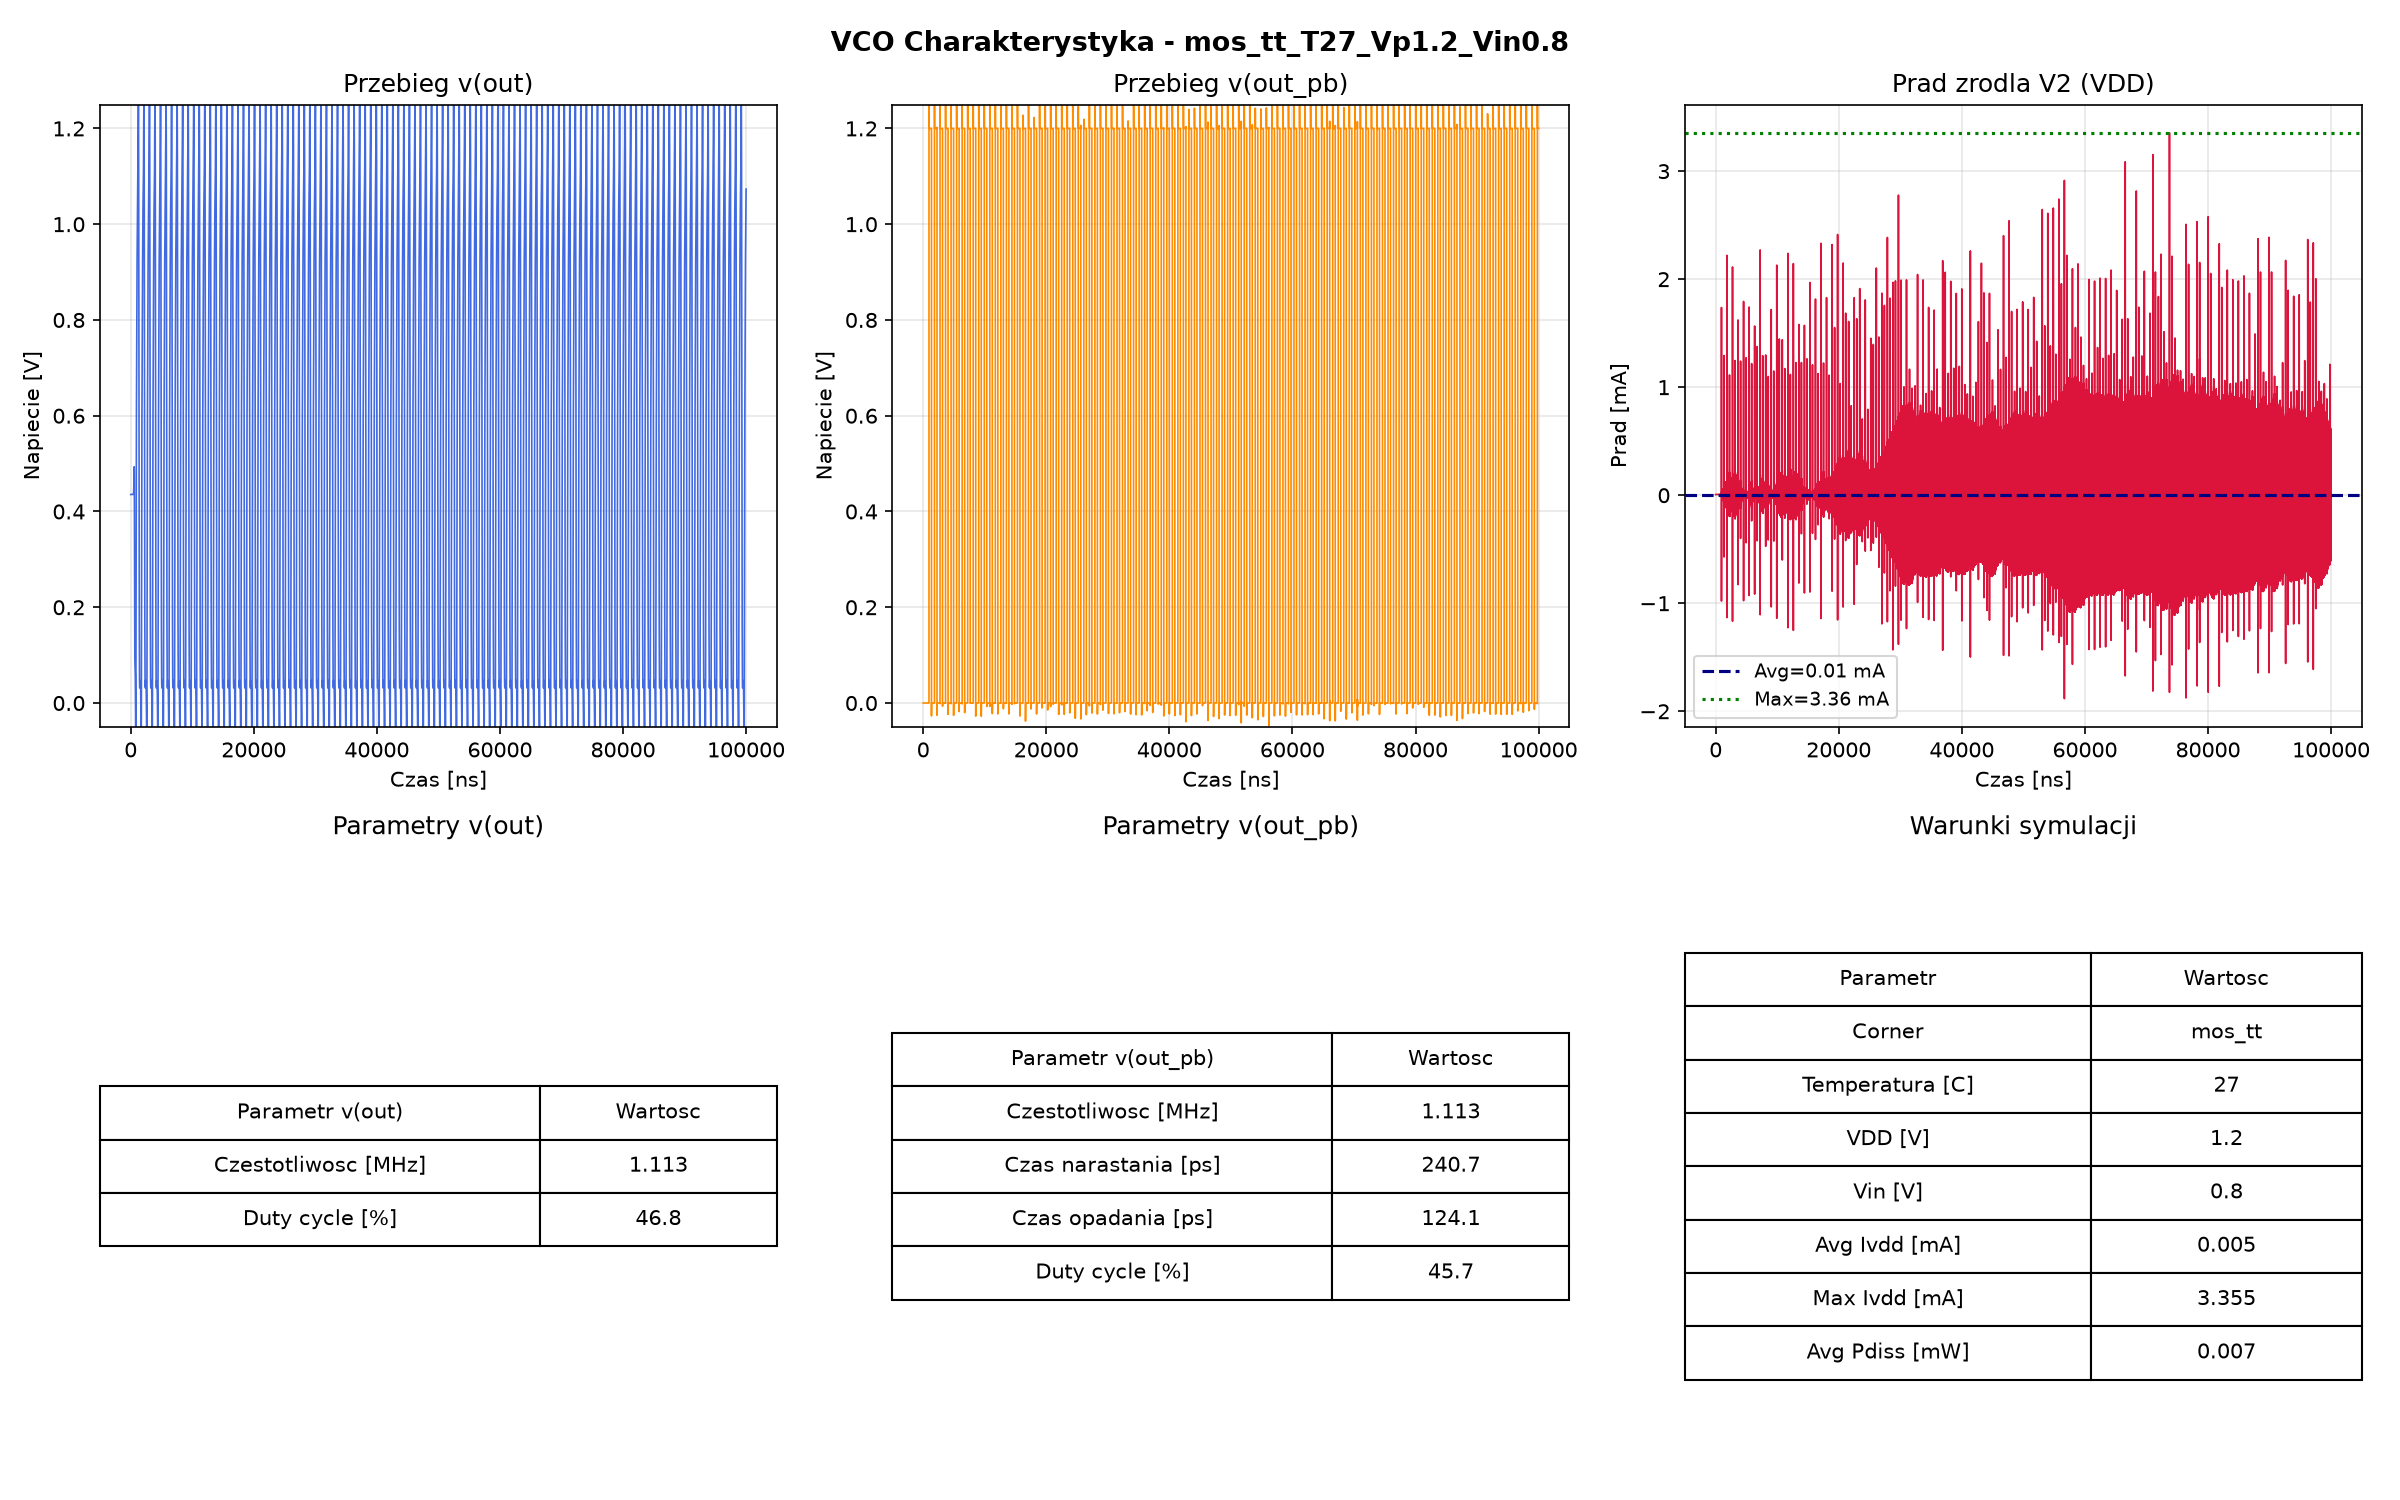 VCO Charakterystyka - mos_tt_T27_Vp1.2_Vin0.8
Przebieg v(out)
Napiecie [V]
1.2
1.0
0.8
0.6
0.4
0.2
0.0
0 20000 40000 60000 80000 100000
Czas [ns]
Przebieg v(out_pb)
Napiecie [V]
1.2
1.0
0.8
0.6
0.4
0.2
0.0
0 20000 40000 60000 80000 100000
Czas [ns]
Prad zrodla V2 (VDD)
Prad [mA]
3
2
1
0
−1
−2
Avg=0.01 mA
Max=3.36 mA
0 20000 40000 60000 80000 100000
Czas [ns]
Parametry v(out)
Parametr v(out) Wartosc
Czestotliwosc [MHz] 1.113
Duty cycle [%] 46.8
Parametry v(out_pb)
Parametr v(out_pb) Wartosc
Czestotliwosc [MHz] 1.113
Czas narastania [ps] 240.7
Czas opadania [ps] 124.1
Duty cycle [%] 45.7
Warunki symulacji
Parametr Wartosc
Corner mos_tt
Temperatura [C] 27
VDD [V] 1.2
Vin [V] 0.8
Avg Ivdd [mA] 0.005
Max Ivdd [mA] 3.355
Avg Pdiss [mW] 0.007